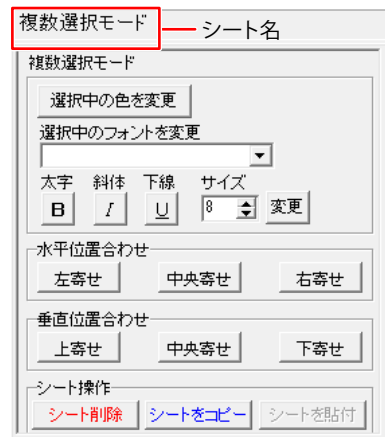 複数選択モード
シート名
複数選択モード
選択中の色を変更
選択中のフォントを変更
太字 斜体 下線 サイズ
B I U 8 変更
水平位置合わせ
左寄せ 中央寄せ 右寄せ
垂直位置合わせ
上寄せ 中央寄せ 下寄せ
シート操作
シート削除 シートをコピー シートを貼付